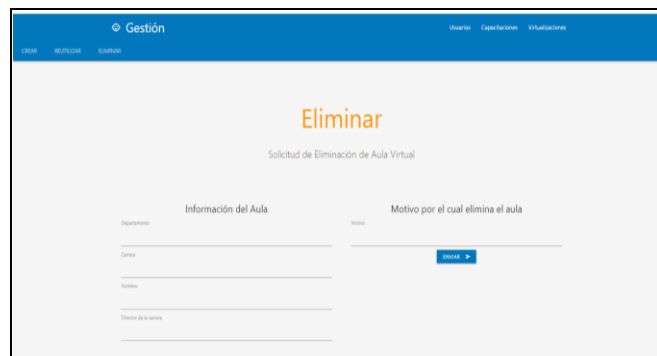 Gestión
Usuarios Capacitaciones Virtualizaciones
CREAR REUTILIZAR ELIMINAR
Eliminar
Solicitud de Eliminación de Aula Virtual
Información del Aula
Departamento
Carrera
Nombre
Director de la carrera
Motivo por el cual elimina el aula
Motivo
ENVIAR